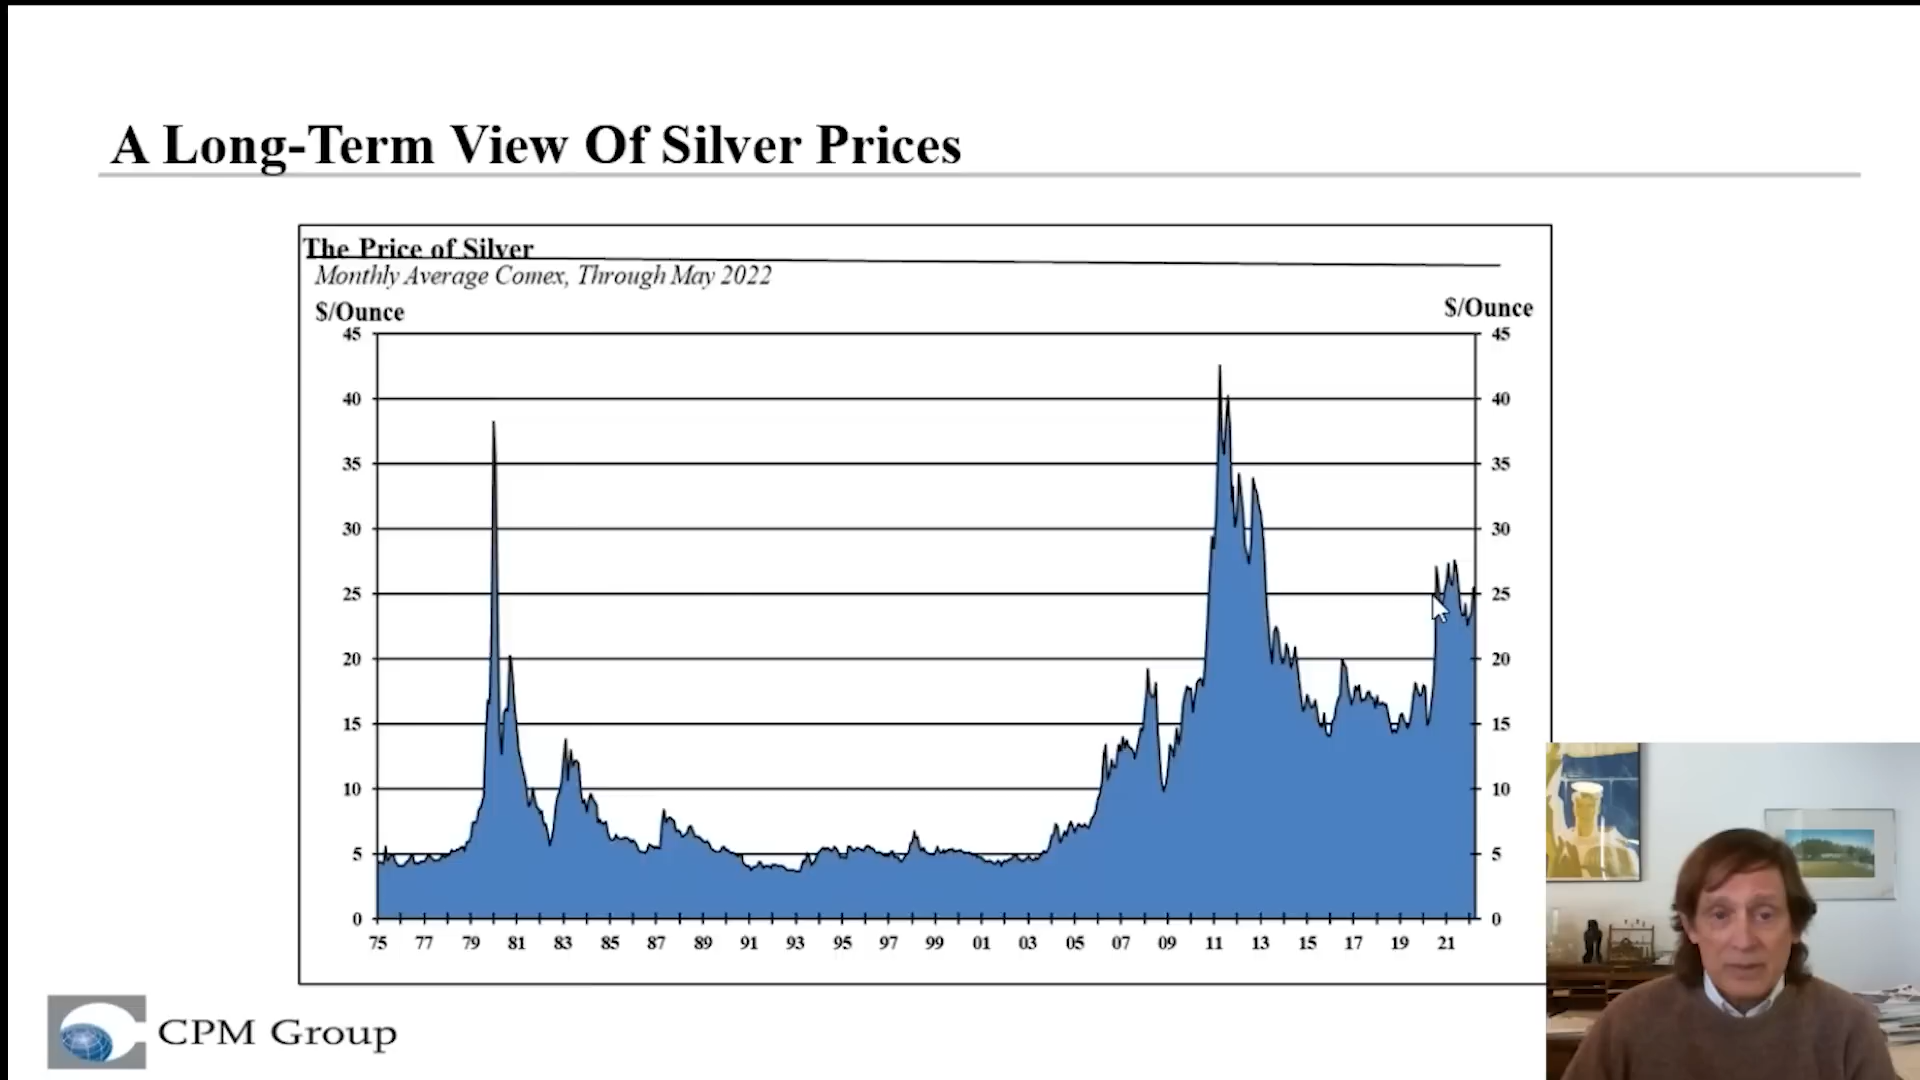 A Long-Term View Of Silver Prices
The Price of Silver
Monthly Average Comex, Through May 2022
$/Ounce $/Ounce
45 45
40 40
35 35
30 30
25 25
20 20
15 15
10 10
5 5
0 0
75 77 79 81 83 85 87 89 91 93 95 97 99 01 03 05 07 09 11 13 15 17 19 21
CPM Group